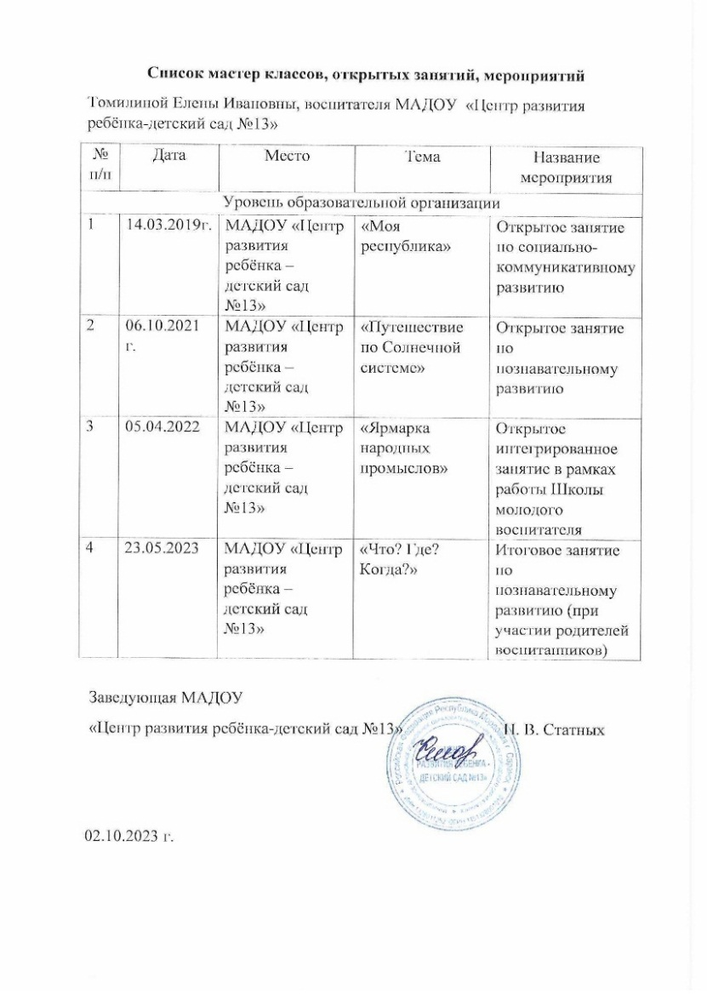 Список мастер классов, открытых занятий, мероприятий
Томилиной Елены Ивановны, воспитателя МАДОУ «Центр развития
ребёнка-детский сад №13»
№ п/п
Дата
Место
Тема
Название мероприятия
Уровень образовательной организации
1
14.03.2019г.
МАДОУ «Центр
развития
ребёнка –
детский сад
№13»
«Моя
республика»
Открытое занятие
по социально-
коммуникативному
развитию
2
06.10.2021
г.
МАДОУ «Центр
развития
ребёнка –
детский сад
№13»
«Путешествие
по Солнечной
системе»
Открытое занятие
по
познавательному
развитию
3
05.04.2022
МАДОУ «Центр
развития
ребёнка –
детский сад
№13»
«Ярмарка
народных
промыслов»
Открытое
интегрированное
занятие в рамках
работы Школы
молодого
воспитателя
4
23.05.2023
МАДОУ «Центр
развития
ребёнка –
детский сад
№13»
«Что? Где?
Когда?»
Итоговое занятие
по
познавательному
развитию (при
участии родителей
воспитанников)
Заведующая МАДОУ
«Центр развития ребёнка-детский сад №13»
В. Статных
Российская Федерация Республика Мордовия г. Саранск
РАЗВИТИЯ РЕБЕНКА -
ДЕТСКИЙ САД №13»
02.10.2023 г.